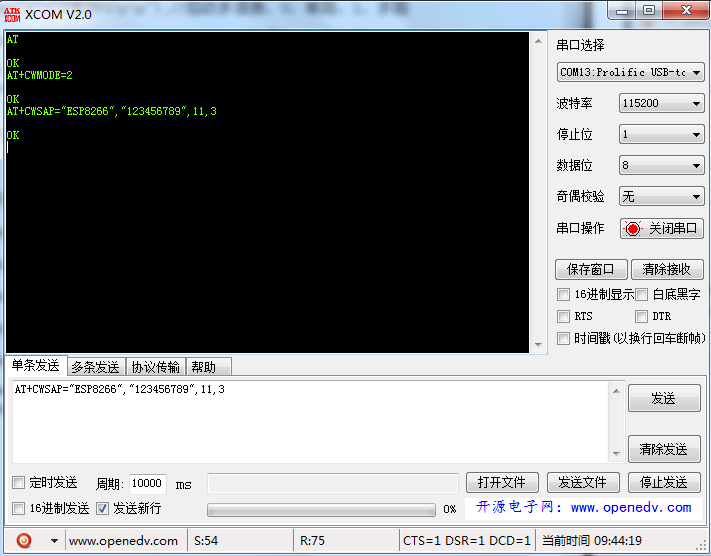 XCOM V2.0
AT
OK
AT+CWMODE=2
OK
AT+CWSAP="ESP8266","123456789",11,3
OK
串口选择
COM13:Prolific USB-to
波特率 115200
停止位 1
数据位 8
奇偶校验 无
串口操作 关闭串口
保存窗口 清除接收
16进制显示 白底黑字
RTS DTR
时间戳(以换行回车断帧)
单条发送 多条发送 协议传输 帮助
AT+CWSAP="ESP8266","123456789",11,3
发送
清除发送
定时发送 周期: 10000 ms 打开文件 发送文件 停止发送
16进制发送 发送新行 0% 开源电子网: www.openedv.com
www.openedv.com S:54 R:75 CTS=1 DSR=1 DCD=1 当前时间 09:44:19